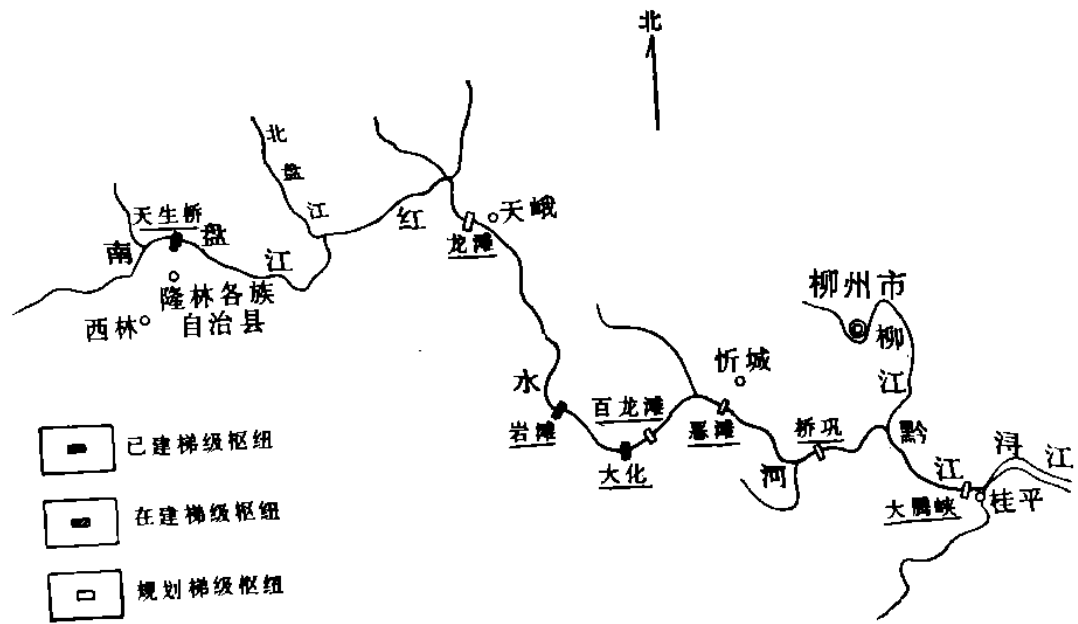 北
北
盘
江
天生桥
南
盘
江
红
天峨
龙滩
隆林各族
自治县
西林
柳州市
柳
江
忻城
水
百龙滩
岩滩
恶滩
桥巩
黔
大化
河
江
浔
江
大腾峡
桂平
已建梯级枢纽
在建梯级枢纽
规划梯级枢纽